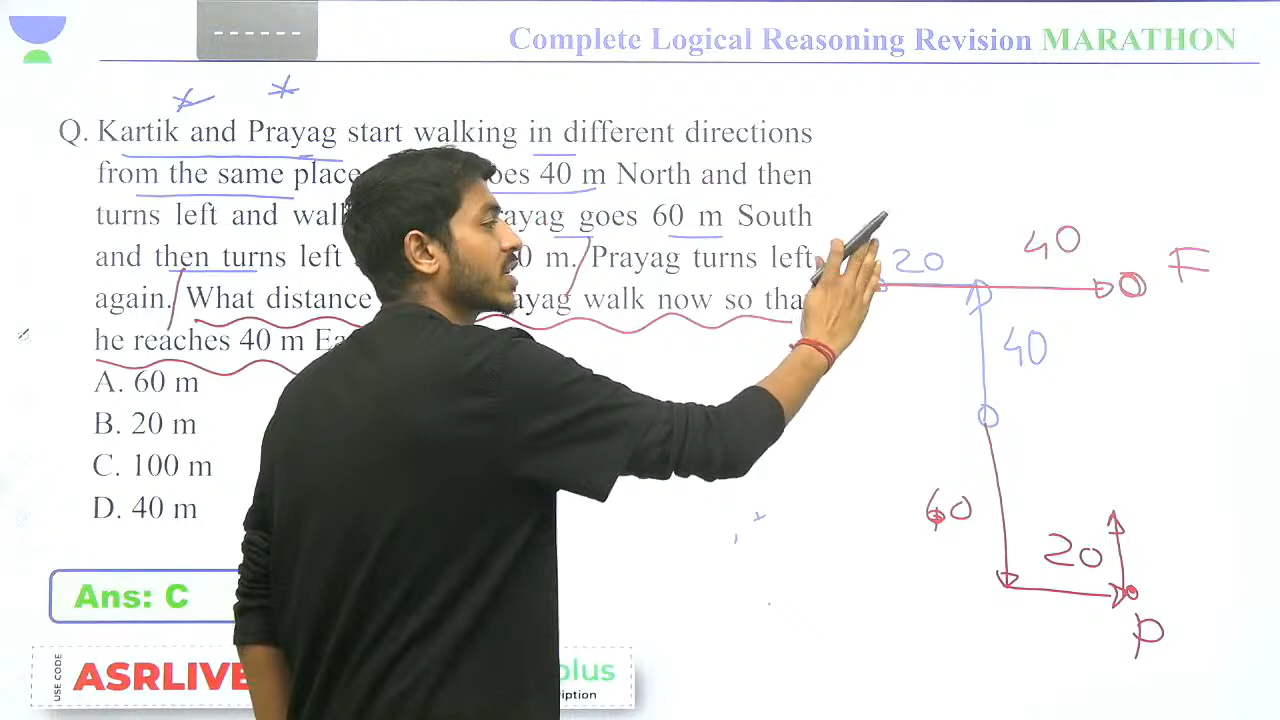 - - - - - -
Complete Logical Reasoning Revision MARATHON
Q. Kartik and Prayag start walking in different directions
from the same place oes 40 m North and then
turns left and wal rayag goes 60 m South
and then turns left 0 m. Prayag turns left
again. What distance ayag walk now so tha
he reaches 40 m Ea
A. 60 m
B. 20 m
C. 100 m
D. 40 m
Ans: C
USE CODE
ASRLIVE
plus
iption
20
40
F
40
60
20
P